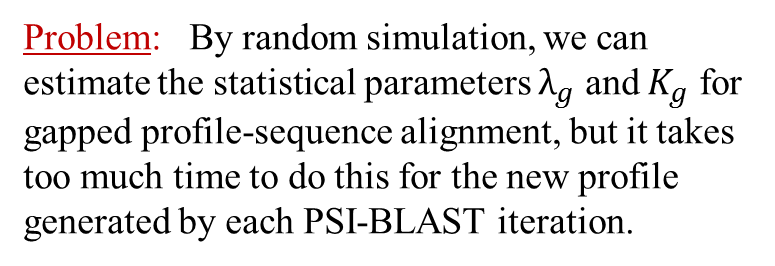 Problem: By random simulation, we can
estimate the statistical parameters λ_g and K_g for
gapped profile-sequence alignment, but it takes
too much time to do this for the new profile
generated by each PSI-BLAST iteration.